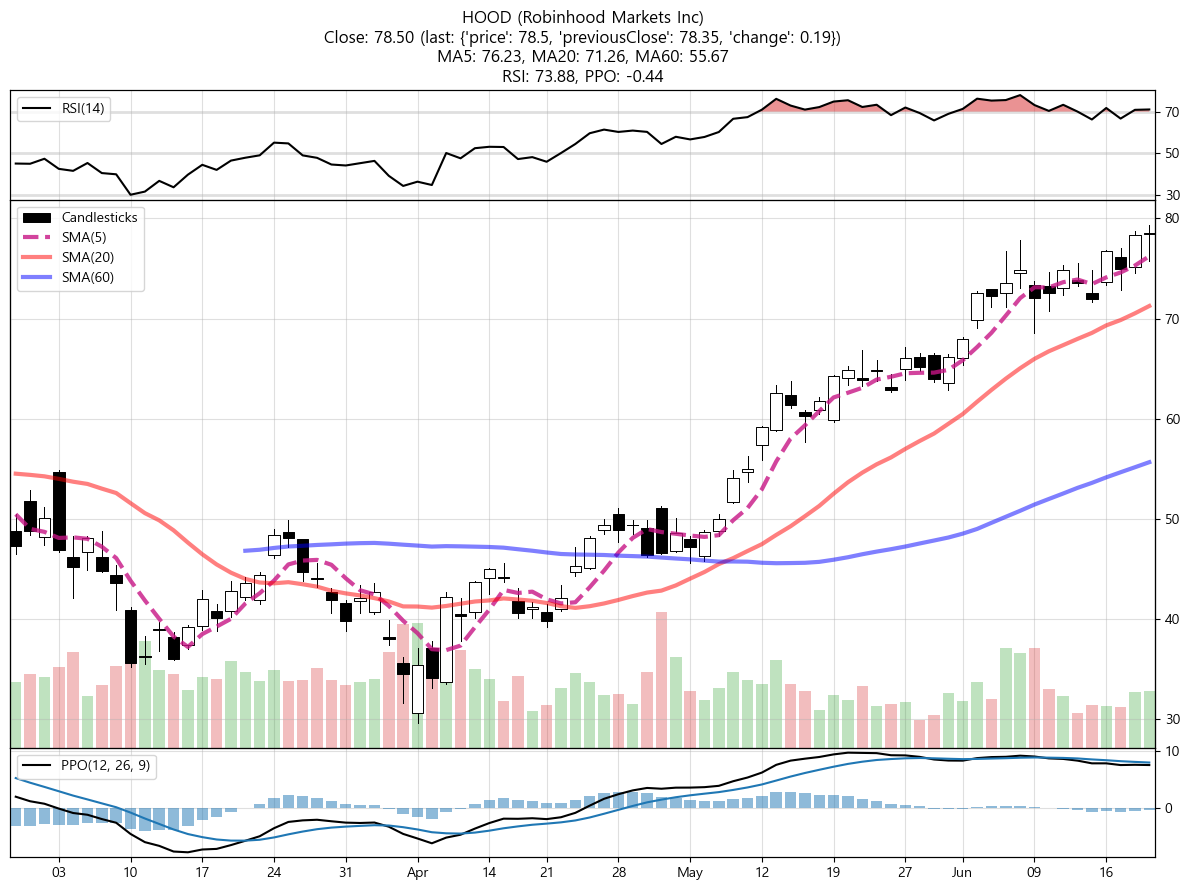 HOOD (Robinhood Markets Inc)
Close: 78.50 (last: {'price': 78.5, 'previousClose': 78.35, 'change': 0.19})
MA5: 76.23, MA20: 71.26, MA60: 55.67
RSI: 73.88, PPO: -0.44
RSI(14)
70
50
30
Candlesticks
SMA(5)
SMA(20)
SMA(60)
80
70
60
50
40
30
PPO(12, 26, 9)
10
0
03 10 17 24 31 Apr 14 21 28 May 12 19 27 Jun 09 16